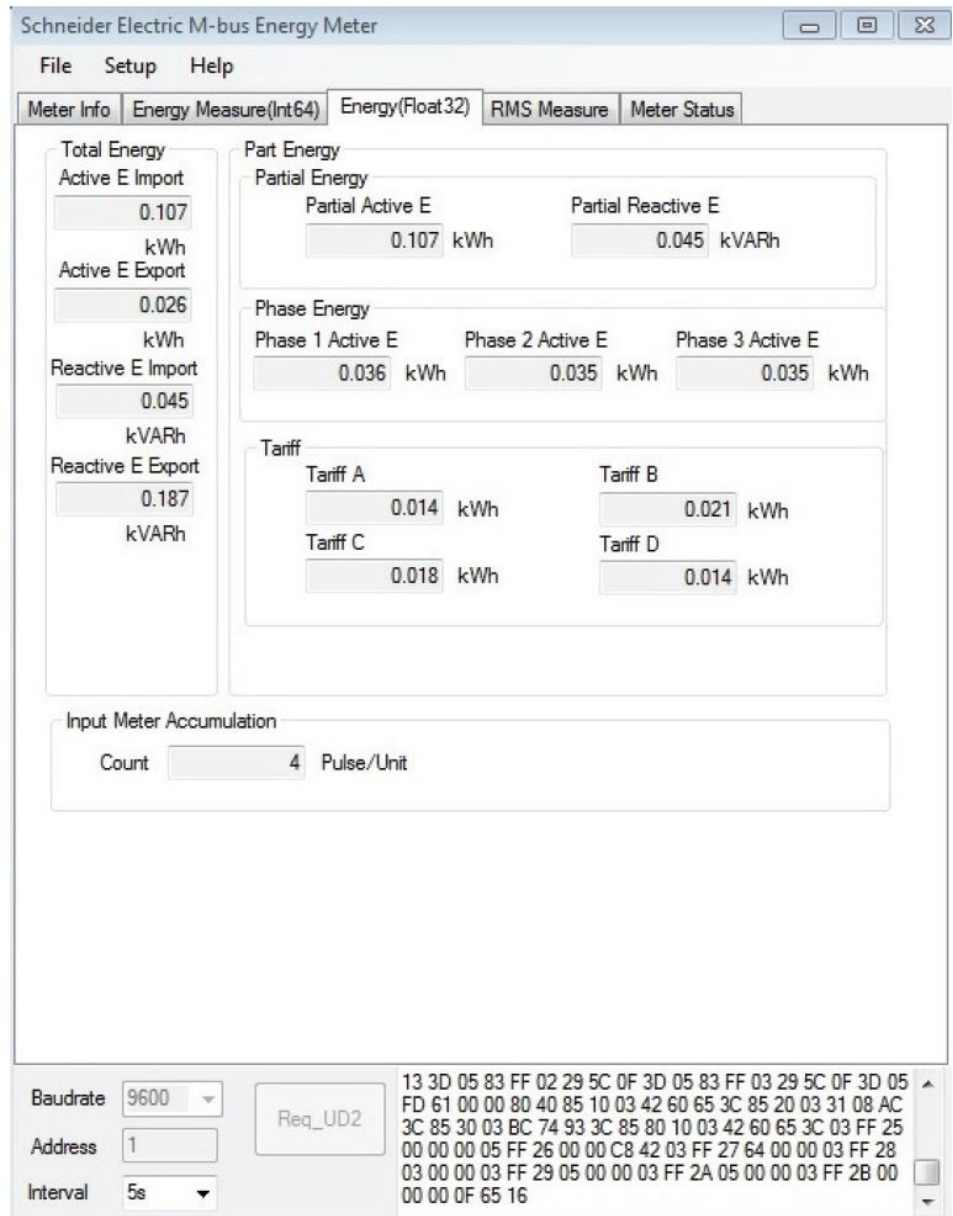 Schneider Electric M-bus Energy Meter
File Setup Help
Meter Info Energy Measure(Int64) Energy(Float32) RMS Measure Meter Status
Total Energy
Active E Import
0.107
kWh
Active E Export
0.026
kWh
Reactive E Import
0.045
kVARh
Reactive E Export
0.187
kVARh
Part Energy
Partial Energy
Partial Active E Partial Reactive E
0.107 kWh 0.045 kVARh
Phase Energy
Phase 1 Active E Phase 2 Active E Phase 3 Active E
0.036 kWh 0.035 kWh 0.035 kWh
Tariff
Tariff A Tariff B
0.014 kWh 0.021 kWh
Tariff C Tariff D
0.018 kWh 0.014 kWh
Input Meter Accumulation
Count 4 Pulse/Unit
Baudrate 9600
Address 1
Interval 5s
Req_UD2
13 3D 05 83 FF 02 29 5C 0F 3D 05 83 FF 03 29 5C 0F 3D 05
FD 61 00 00 80 40 85 10 03 42 60 65 3C 85 20 03 31 08 AC
3C 85 30 03 BC 74 93 3C 85 80 10 03 42 60 65 3C 03 FF 25
00 00 00 05 FF 26 00 00 C8 42 03 FF 27 64 00 00 03 FF 28
03 00 00 03 FF 29 05 00 00 03 FF 2A 05 00 00 03 FF 2B 00
00 00 0F 65 16